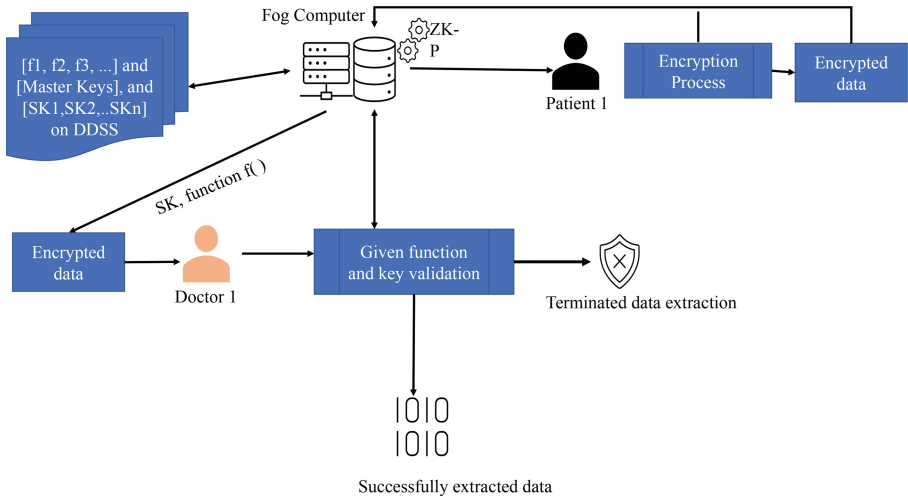 Fog Computer
ZK-
P
[f1, f2, f3, ...] and
[Master Keys], and
[SK1,SK2,..SKn]
on DDSS
Patient 1
Encryption
Process
Encrypted
data
SK, function f( )
Encrypted
data
Doctor 1
Given function
and key validation
Terminated data extraction
1010
1010
Successfully extracted data